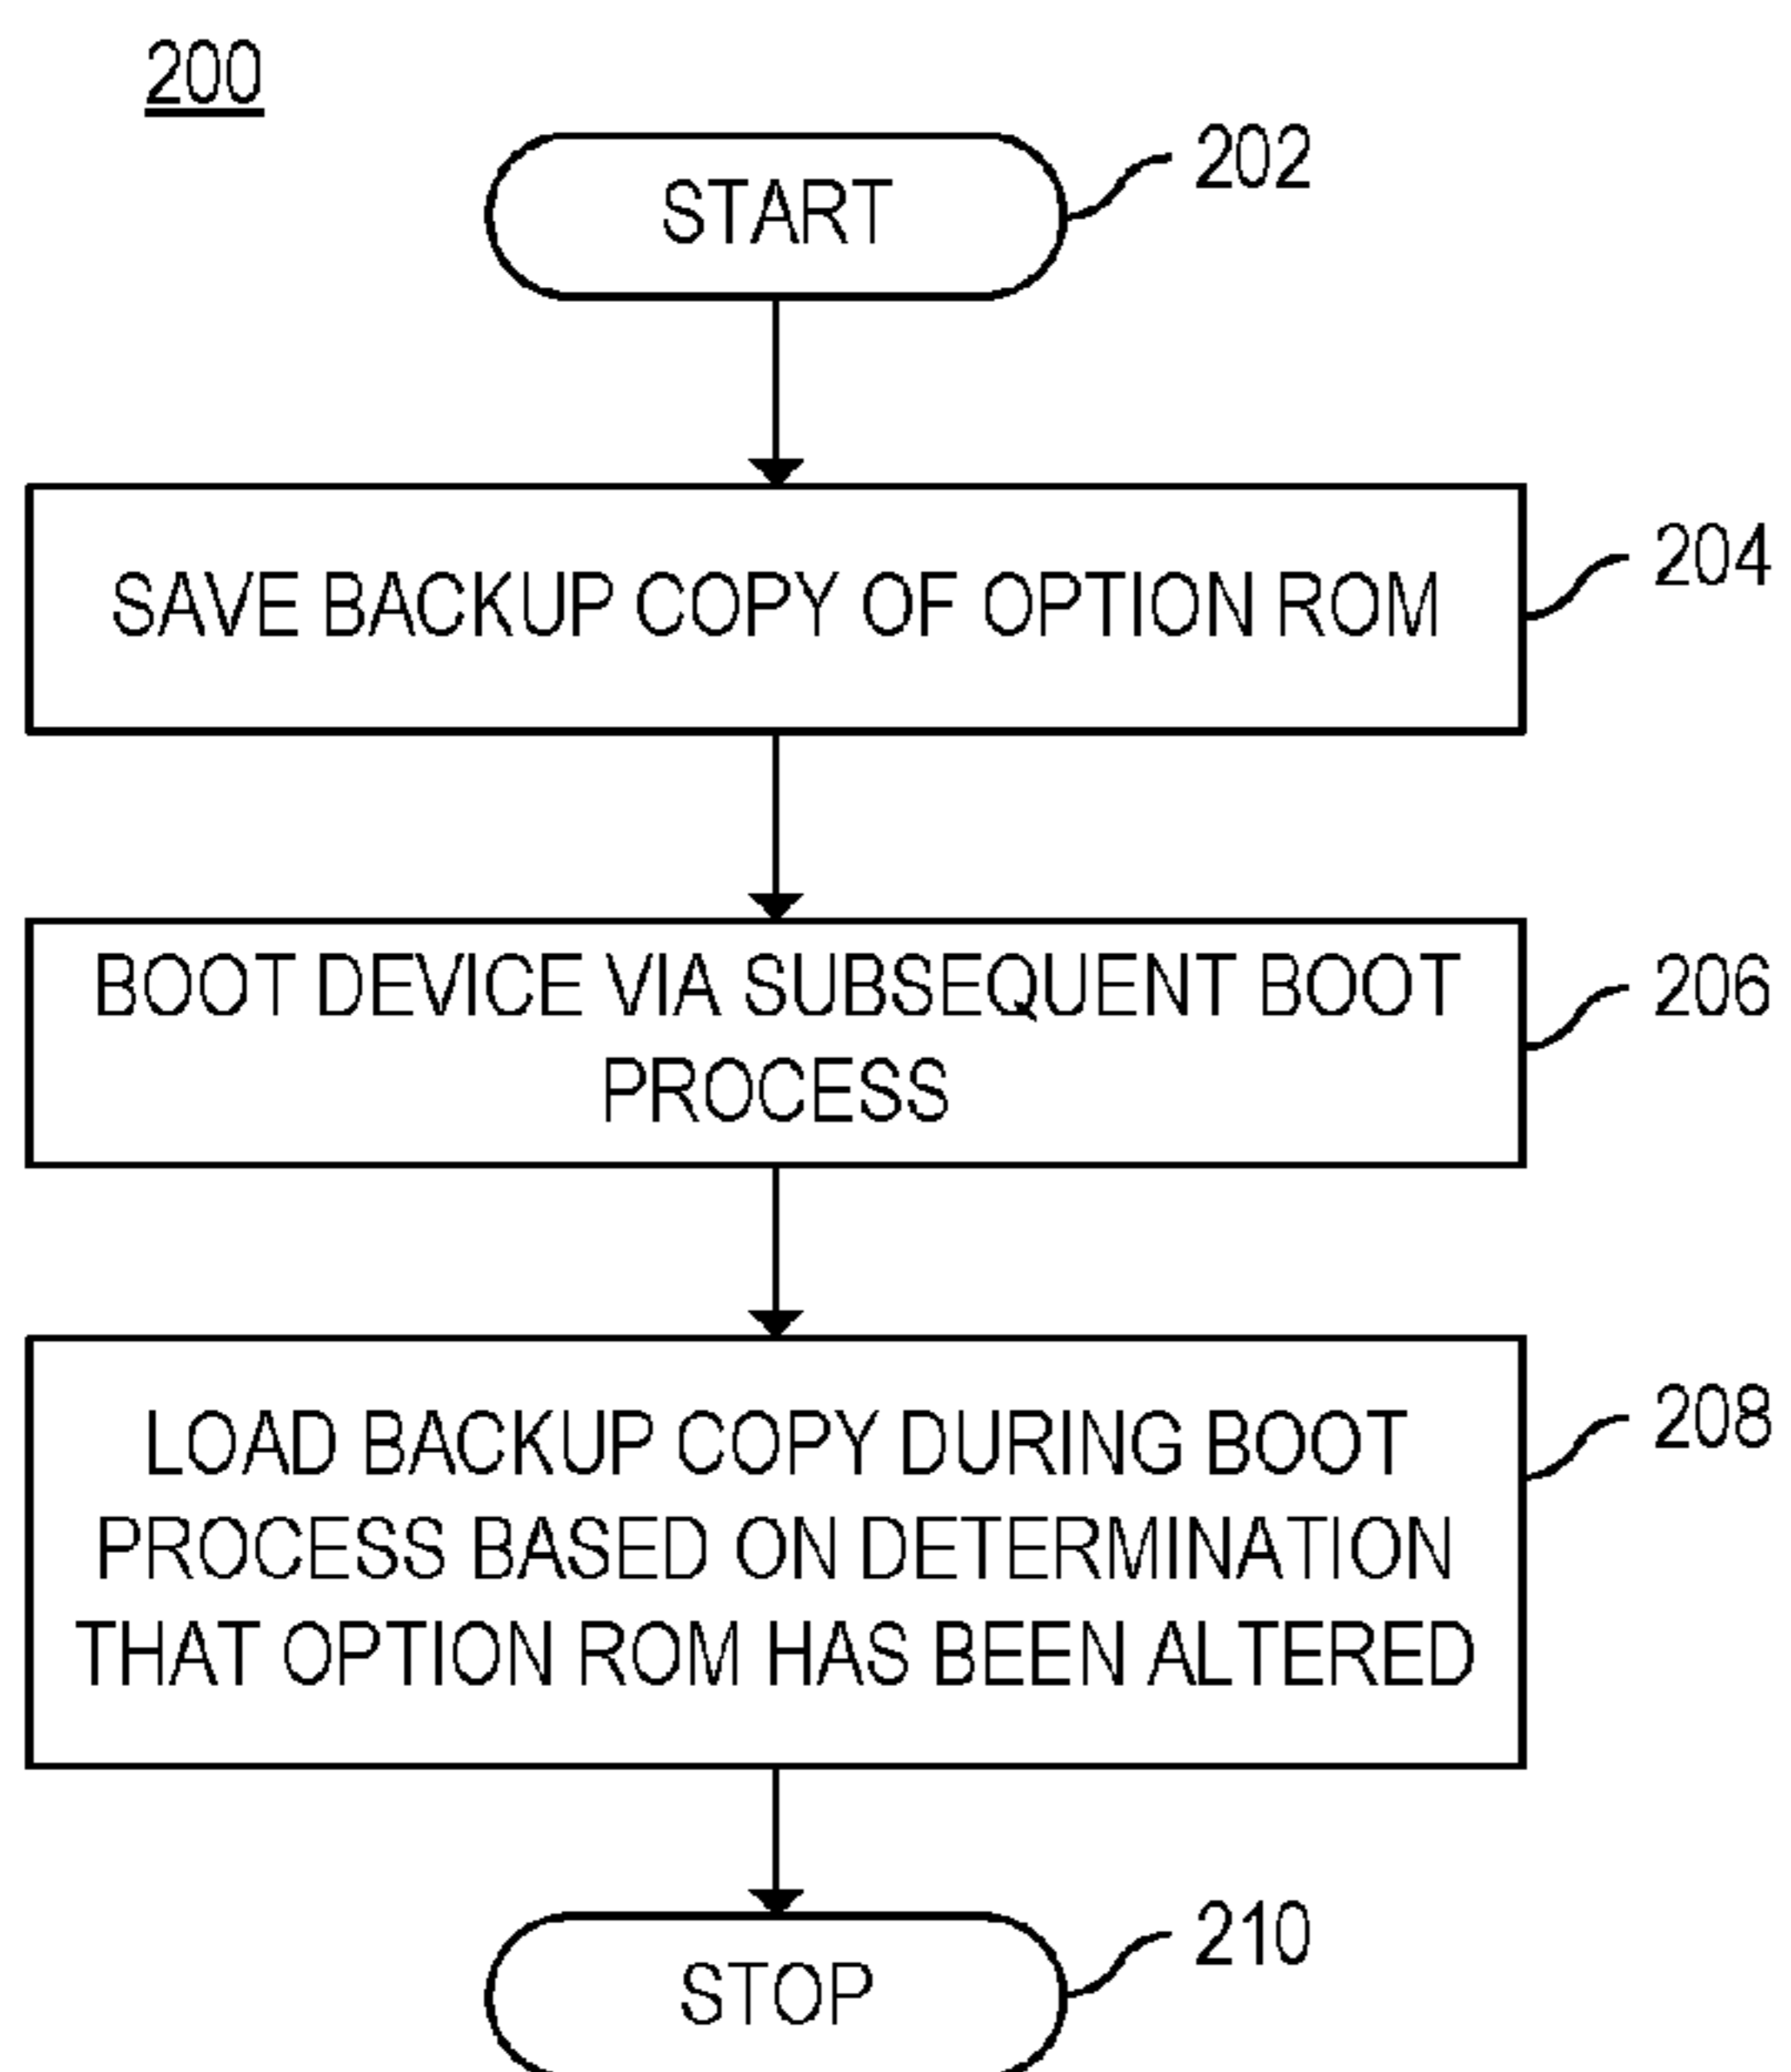 200
START
202
SAVE BACKUP COPY OF OPTION ROM
204
BOOT DEVICE VIA SUBSEQUENT BOOT
PROCESS
206
LOAD BACKUP COPY DURING BOOT
PROCESS BASED ON DETERMINATION
THAT OPTION ROM HAS BEEN ALTERED
208
STOP
210